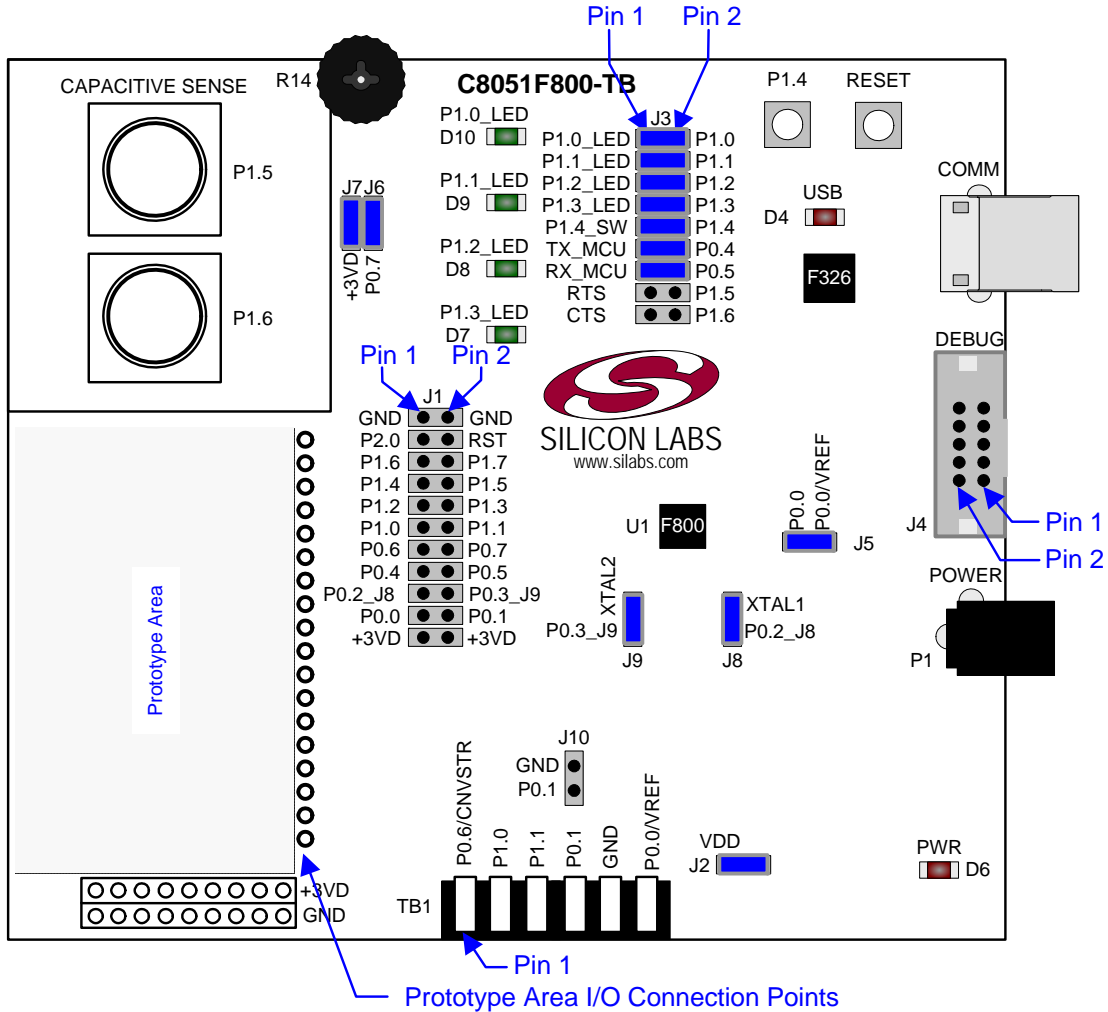 Pin 1
Pin 2
CAPACITIVE SENSE
R14
C8051F800-TB
P1.4
RESET
P1.5
P1.6
J7
J6
+3VD
P0.7
P1.0_LED
D10
P1.1_LED
D9
P1.2_LED
D8
P1.3_LED
D7
J3
P1.0_LED P1.0
P1.1_LED P1.1
P1.2_LED P1.2
P1.3_LED P1.3
P1.4_SW P1.4
TX_MCU P0.4
RX_MCU P0.5
RTS P1.5
CTS P1.6
USB
D4
F326
COMM
DEBUG
J4
Pin 1
Pin 2
Pin 1
Pin 2
J1
GND GND
P2.0 RST
P1.6 P1.7
P1.4 P1.5
P1.2 P1.3
P1.0 P1.1
P0.6 P0.7
P0.4 P0.5
P0.2_J8 P0.3_J9
P0.0 P0.1
+3VD +3VD
SILICON LABS
www.silabs.com
U1
F800
P0.0
P0.0/VREF
J5
XTAL2
P0.3_J9
J9
XTAL1
P0.2_J8
J8
POWER
P1
Prototype Area
J10
GND
P0.1
P0.6/CNVSTR
P1.0
P1.1
P0.1
GND
P0.0/VREF
TB1
VDD
J2
PWR
D6
+3VD
GND
Pin 1
Prototype Area I/O Connection Points